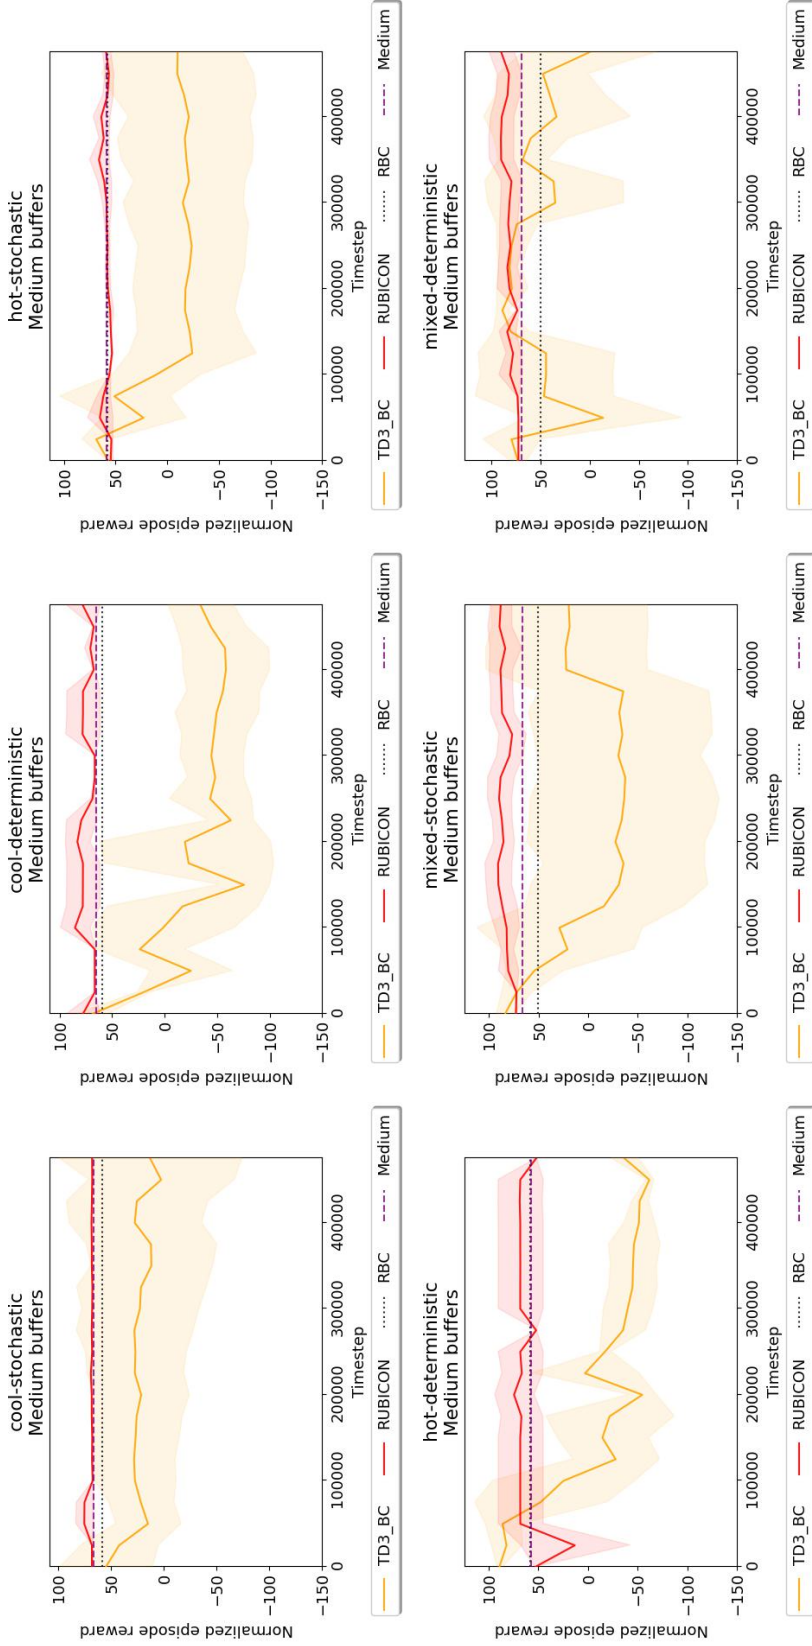 cool-stochastic
Medium buffers
Normalized episode reward
100
50
0
−50
−100
−150
0 100000 200000 300000 400000
Timestep
TD3_BC RUBICON RBC Medium
cool-deterministic
Medium buffers
Normalized episode reward
100
50
0
−50
−100
−150
0 100000 200000 300000 400000
Timestep
TD3_BC RUBICON RBC Medium
hot-stochastic
Medium buffers
Normalized episode reward
100
50
0
−50
−100
−150
0 100000 200000 300000 400000
Timestep
TD3_BC RUBICON RBC Medium
hot-deterministic
Medium buffers
Normalized episode reward
100
50
0
−50
−100
−150
0 100000 200000 300000 400000
Timestep
TD3_BC RUBICON RBC Medium
mixed-stochastic
Medium buffers
Normalized episode reward
100
50
0
−50
−100
−150
0 100000 200000 300000 400000
Timestep
TD3_BC RUBICON RBC Medium
mixed-deterministic
Medium buffers
Normalized episode reward
100
50
0
−50
−100
−150
0 100000 200000 300000 400000
Timestep
TD3_BC RUBICON RBC Medium